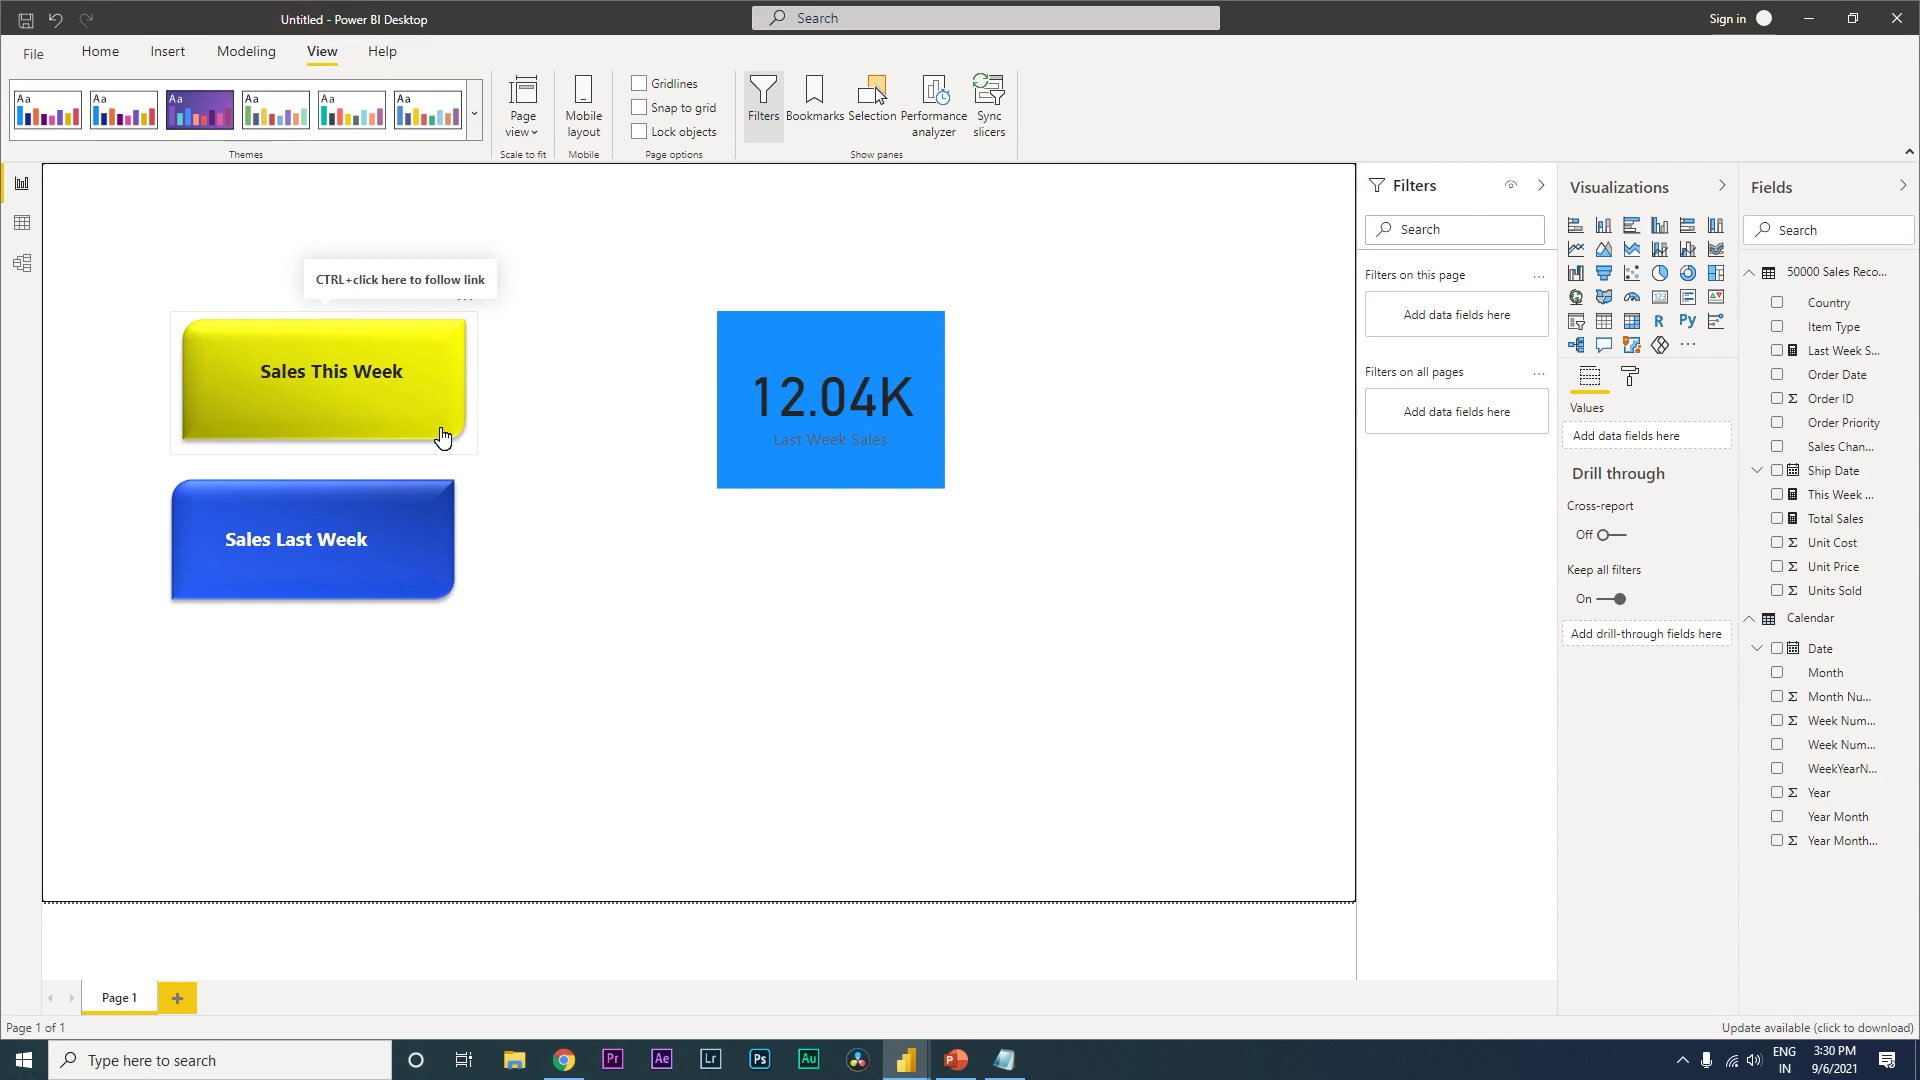 Untitled - Power BI Desktop
Search
Sign in
File
Home
Insert
Modeling
View
Help
Aa
Aa
Aa
Aa
Aa
Aa
Themes
Page view
Scale to fit
Mobile layout
Mobile
Gridlines
Snap to grid
Lock objects
Page options
Filters
Bookmarks
Selection
Performance analyzer
Sync slicers
Show panes
CTRL+click here to follow link
Sales This Week
Sales Last Week
12.04K
Last Week Sales
Filters
Search
Filters on this page
Add data fields here
Filters on all pages
Add data fields here
Visualizations
123
R
Py
Values
Add data fields here
Drill through
Cross-report
Off
Keep all filters
On
Add drill-through fields here
Fields
Search
50000 Sales Reco...
Country
Item Type
Last Week S...
Order Date
Σ Order ID
Order Priority
Sales Chan...
Ship Date
This Week ...
Total Sales
Σ Unit Cost
Σ Unit Price
Σ Units Sold
Calendar
Date
Month
Σ Month Nu...
Σ Week Num...
Week Num...
WeekYearN...
Σ Year
Year Month
Σ Year Month...
Page 1
Page 1 of 1
Update available (click to download)
Type here to search
Pr
Ae
Lr
Ps
Au
ENG
IN
3:30 PM
9/6/2021